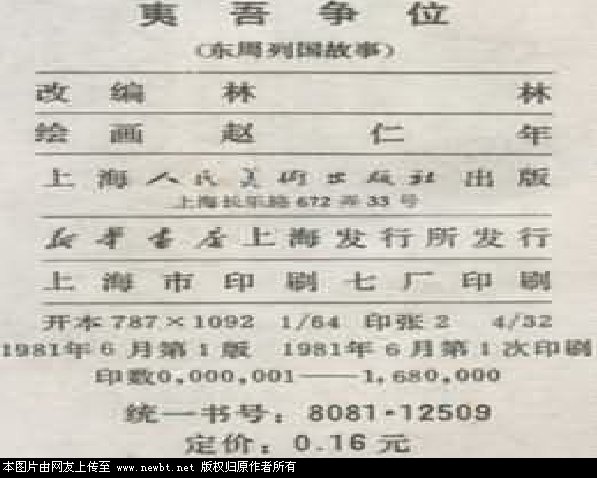 夷吾争位
(东周列国故事)
改编 林林
绘画 赵仁年
上海人民美术出版社出版
上海长乐路672弄33号
新华书店上海发行所发行
上海市印刷七厂印刷
开本787×1092 1/64 印张2 4/32
1981年6月第1版 1981年6月第1次印刷
印数0,000,001——1,680,000
统一书号：8081·12509
定价：0.16元
本图片由网友上传至 www.newbt.net 版权归原作者所有